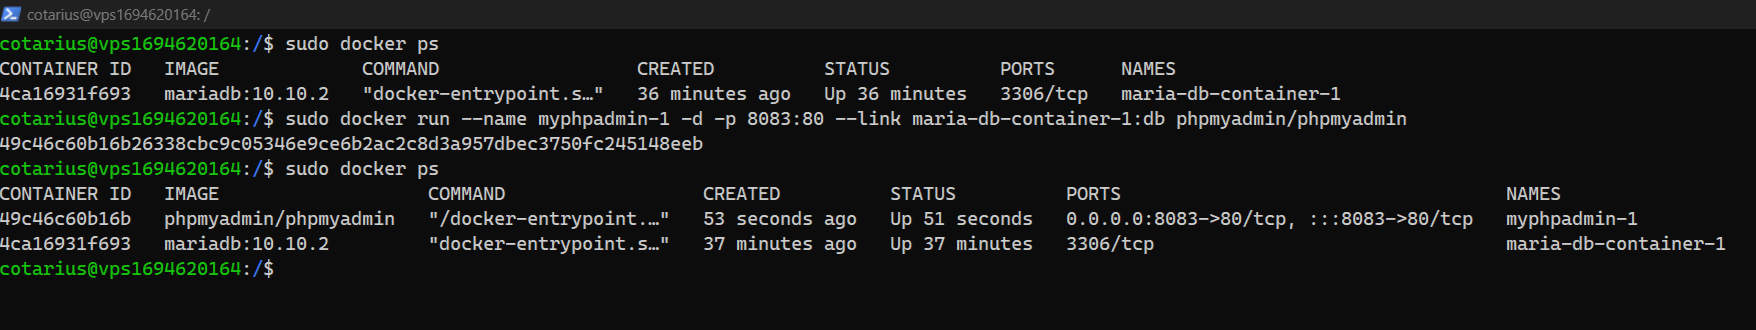 cotarius@vps1694620164: /
cotarius@vps1694620164:/$ sudo docker ps
CONTAINER ID   IMAGE             COMMAND                  CREATED          STATUS          PORTS      NAMES
4ca16931f693   mariadb:10.10.2   "docker-entrypoint.s…"   36 minutes ago   Up 36 minutes   3306/tcp   maria-db-container-1
cotarius@vps1694620164:/$ sudo docker run --name myphpadmin-1 -d -p 8083:80 --link maria-db-container-1:db phpmyadmin/phpmyadmin
49c46c60b16b26338cbc9c05346e9ce6b2ac2c8d3a957dbec3750fc245148eeb
cotarius@vps1694620164:/$ sudo docker ps
CONTAINER ID   IMAGE                   COMMAND                  CREATED          STATUS          PORTS                                   NAMES
49c46c60b16b   phpmyadmin/phpmyadmin   "/docker-entrypoint.…"   53 seconds ago   Up 51 seconds   0.0.0.0:8083->80/tcp, :::8083->80/tcp   myphpadmin-1
4ca16931f693   mariadb:10.10.2         "docker-entrypoint.s…"   37 minutes ago   Up 37 minutes   3306/tcp                                maria-db-container-1
cotarius@vps1694620164:/$